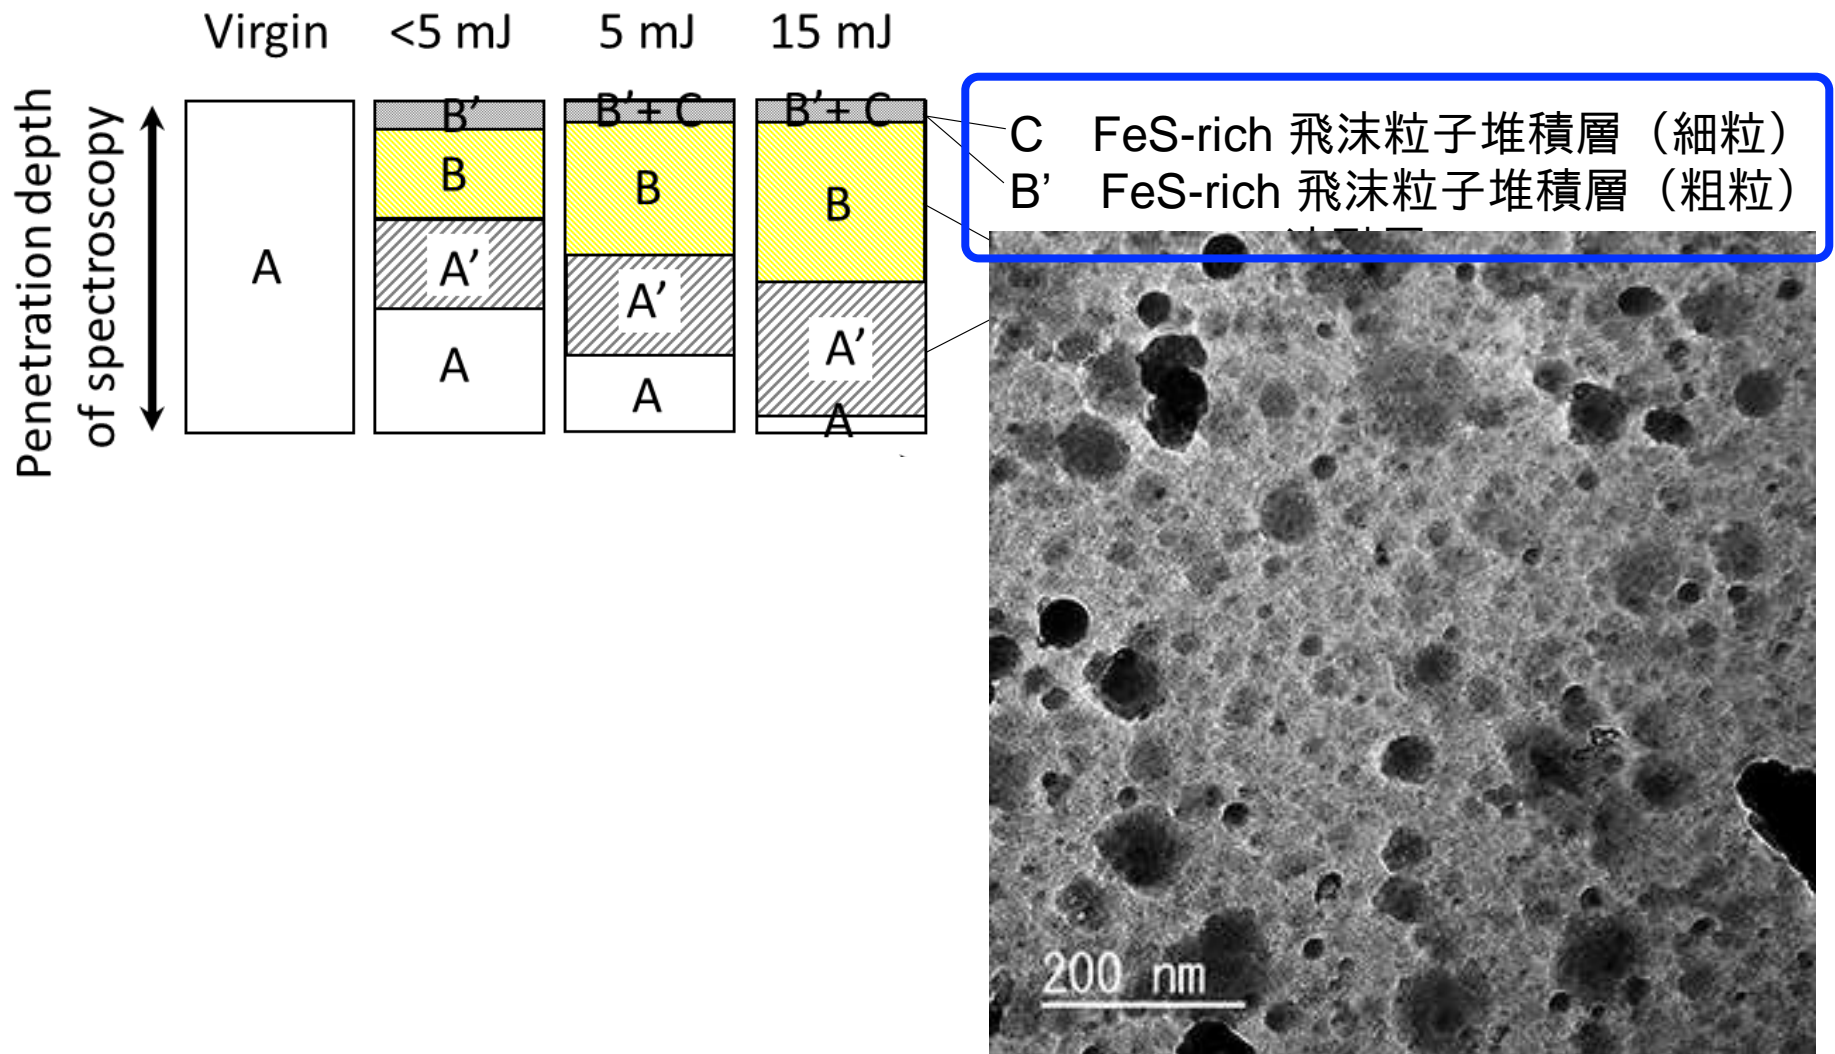 Virgin <5 mJ 5 mJ 15 mJ
Penetration depth
of spectroscopy
A
B’
B
A’
A
B’+ C
B
A’
A
B’+ C
B
A’
A
C FeS-rich 飛沫粒子堆積層（細粒）
B’ FeS-rich 飛沫粒子堆積層（粗粒）
200 nm